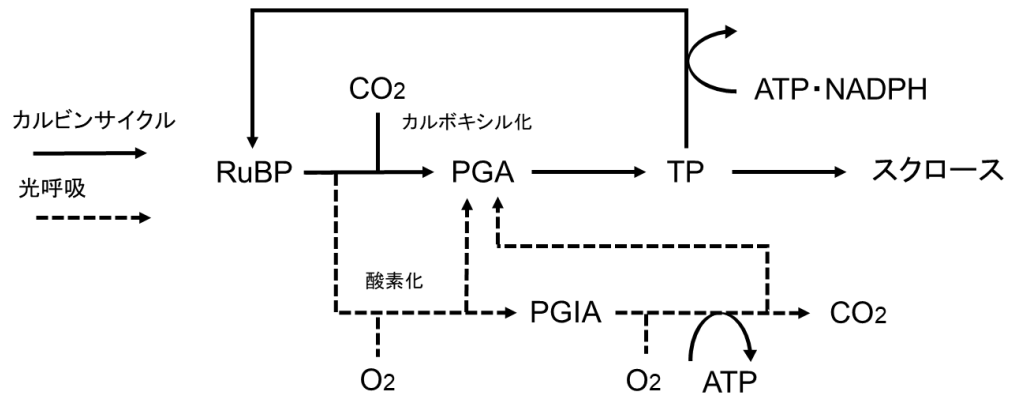 CO2
ATP・NADPH
カルビンサイクル
カルボキシル化
RuBP
PGA
TP
スクロース
光呼吸
酸素化
PGIA
CO2
O2
O2
ATP